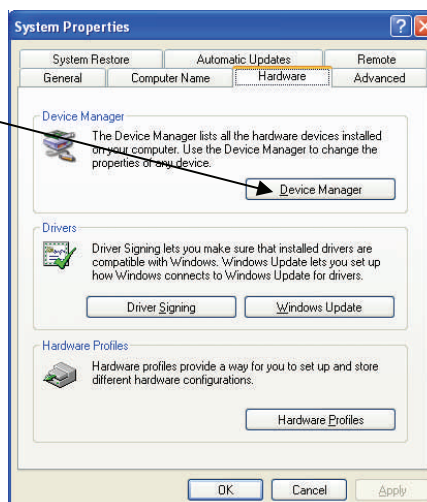 System Properties
System Restore Automatic Updates Remote
General Computer Name Hardware Advanced
Device Manager
The Device Manager lists all the hardware devices installed
on your computer. Use the Device Manager to change the
properties of any device.
Device Manager
Drivers
Driver Signing lets you make sure that installed drivers are
compatible with Windows. Windows Update lets you set up
how Windows connects to Windows Update for drivers.
Driver Signing Windows Update
Hardware Profiles
Hardware profiles provide a way for you to set up and store
different hardware configurations.
Hardware Profiles
OK Cancel Apply